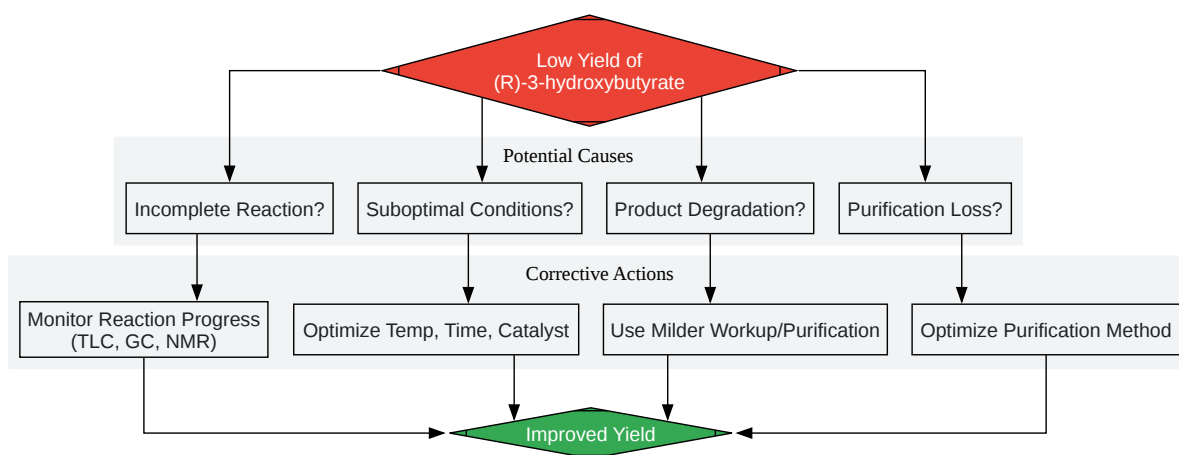 Low Yield of
(R)-3-hydroxybutyrate
Potential Causes
Incomplete Reaction?
Suboptimal Conditions?
Product Degradation?
Purification Loss?
Corrective Actions
Monitor Reaction Progress
(TLC, GC, NMR)
Optimize Temp, Time, Catalyst
Use Milder Workup/Purification
Optimize Purification Method
Improved Yield